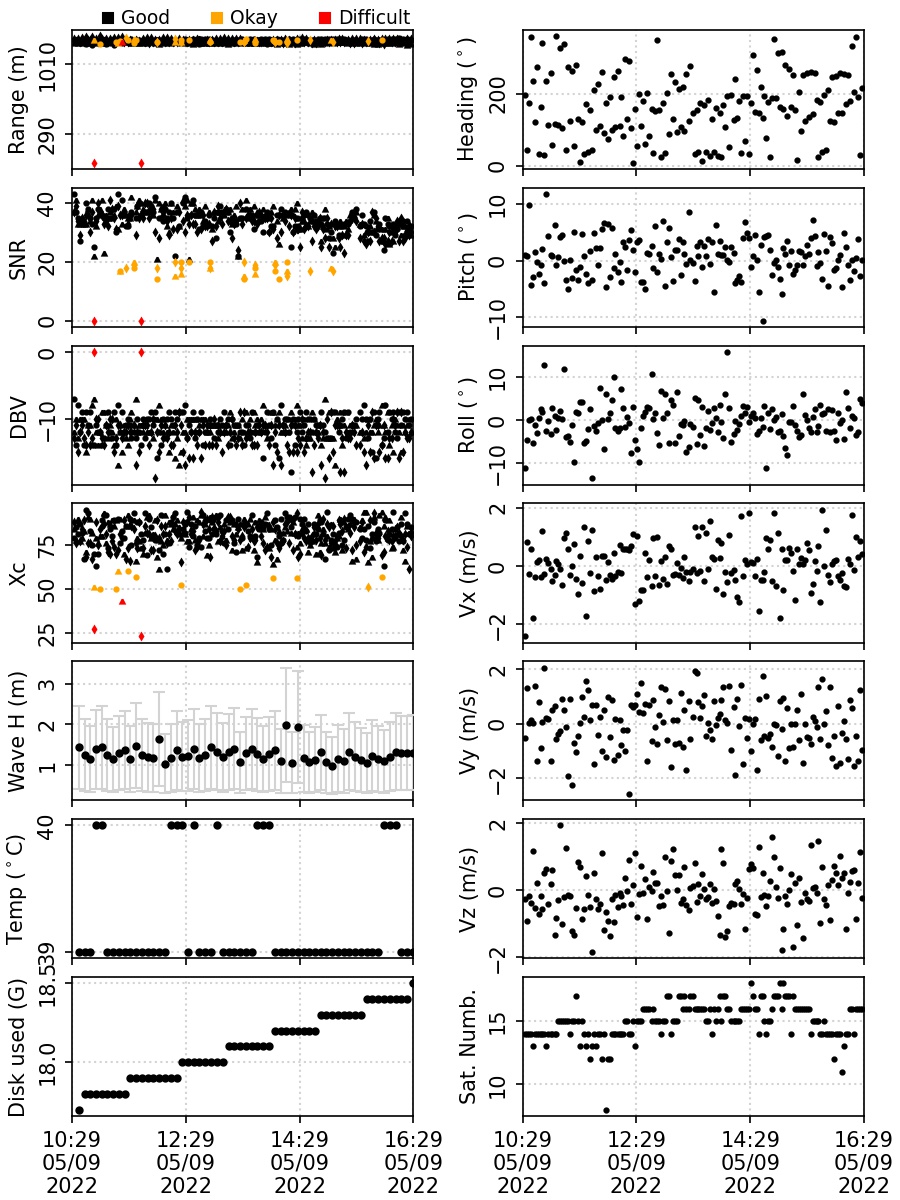 Good Okay Difficult
Range (m)
1010
290
Heading (°)
200
0
SNR
40
20
0
Pitch (°)
10
0
−10
DBV
0
−10
Roll (°)
10
0
−10
Xc
75
50
25
Vx (m/s)
2
0
−2
Wave H (m)
3
2
1
Vy (m/s)
2
0
−2
Temp (°C)
40
539
Vz (m/s)
2
0
−2
Disk used (G)
18.5
18.0
Sat. Numb.
15
10
10:29 12:29 14:29 16:29
05/09 05/09 05/09 05/09
2022 2022 2022 2022
10:29 12:29 14:29 16:29
05/09 05/09 05/09 05/09
2022 2022 2022 2022